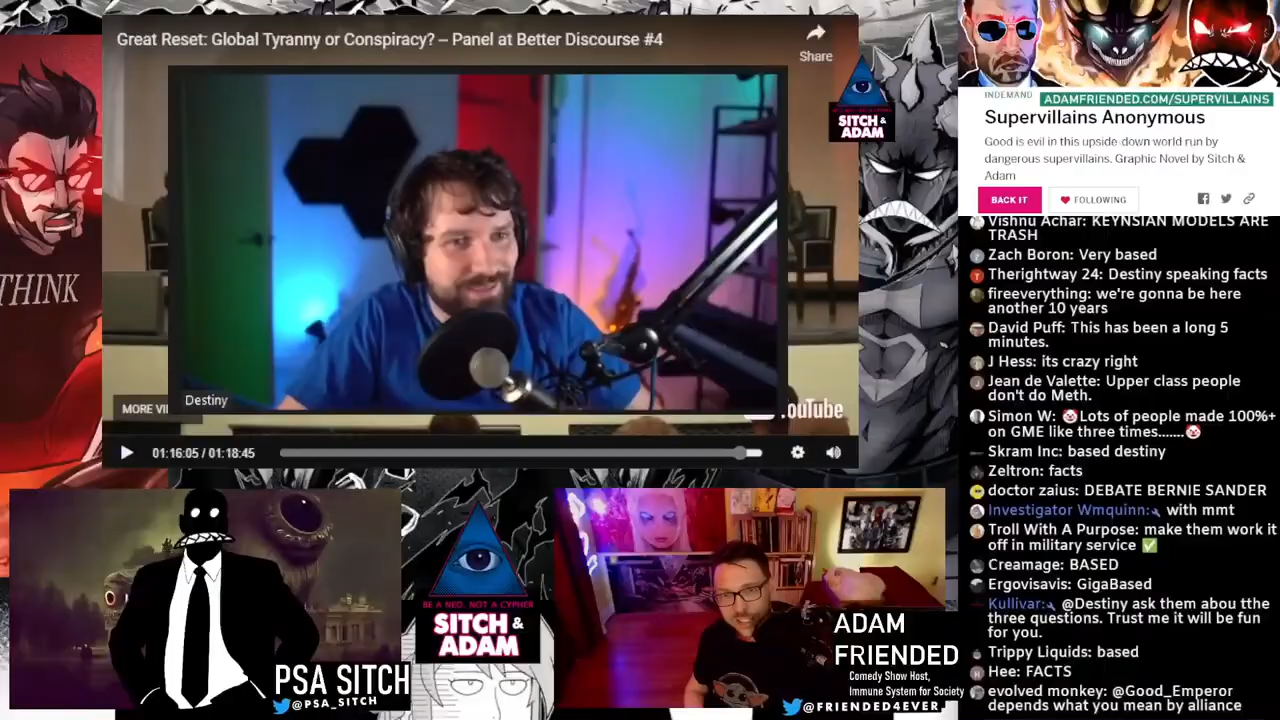 Great Reset: Global Tyranny or Conspiracy? – Panel at Better Discourse #4
Share
SITCH &
ADAM
THINK
Destiny
MORE VI
ouTube
01:16:05 / 01:18:45
INDEMAND
ADAMFRIENDED.COM/SUPERVILLAINS
Supervillains Anonymous
Good is evil in this upside-down world run by
dangerous supervillains. Graphic Novel by Sitch &
Adam
BACK IT
FOLLOWING
Vishnu Achar: KEYNSIAN MODELS ARE
TRASH
Zach Boron: Very based
Therightway 24: Destiny speaking facts
fireeverything: we're gonna be here
another 10 years
David Puff: This has been a long 5
minutes.
J Hess: its crazy right
Jean de Valette: Upper class people
don't do Meth.
Simon W: 🤡Lots of people made 100%+
on GME like three times.......🤡
Skram Inc: based destiny
Zeltron: facts
doctor zaius: DEBATE BERNIE SANDER
Investigator Wmquinn: with mmt
Troll With A Purpose: make them work it
off in military service ✅
Creamage: BASED
Ergovisavis: GigaBased
Kullivar: @Destiny ask them abou tthe
three questions. Trust me it will be fun
for you.
Trippy Liquids: based
Hee: FACTS
evolved monkey: @Good_Emperor
depends what you mean by alliance
PSA SITCH
@PSA_SITCH
BE A NEO, NOT A CYPHER
SITCH &
ADAM
ADAM
FRIENDED
Comedy Show Host,
Immune System for Society
@FRIENDED4EVER